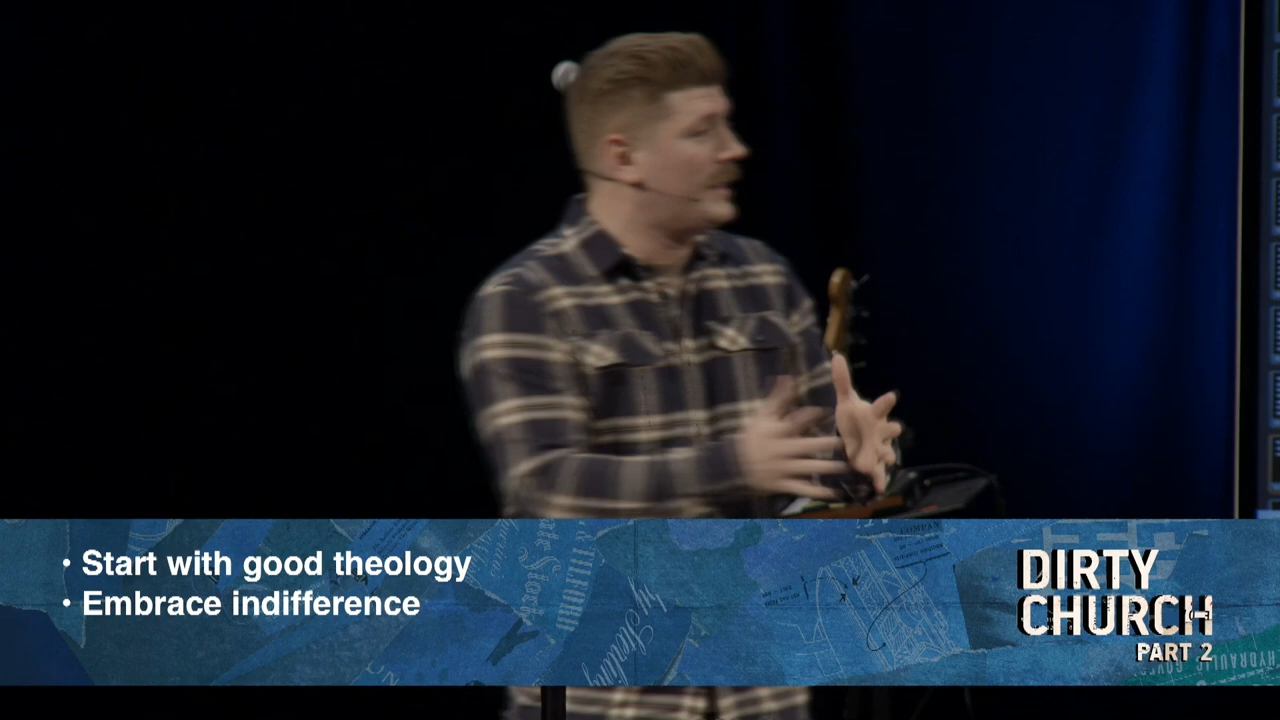 • Start with good theology
• Embrace indifference
DIRTY
CHURCH
PART 2